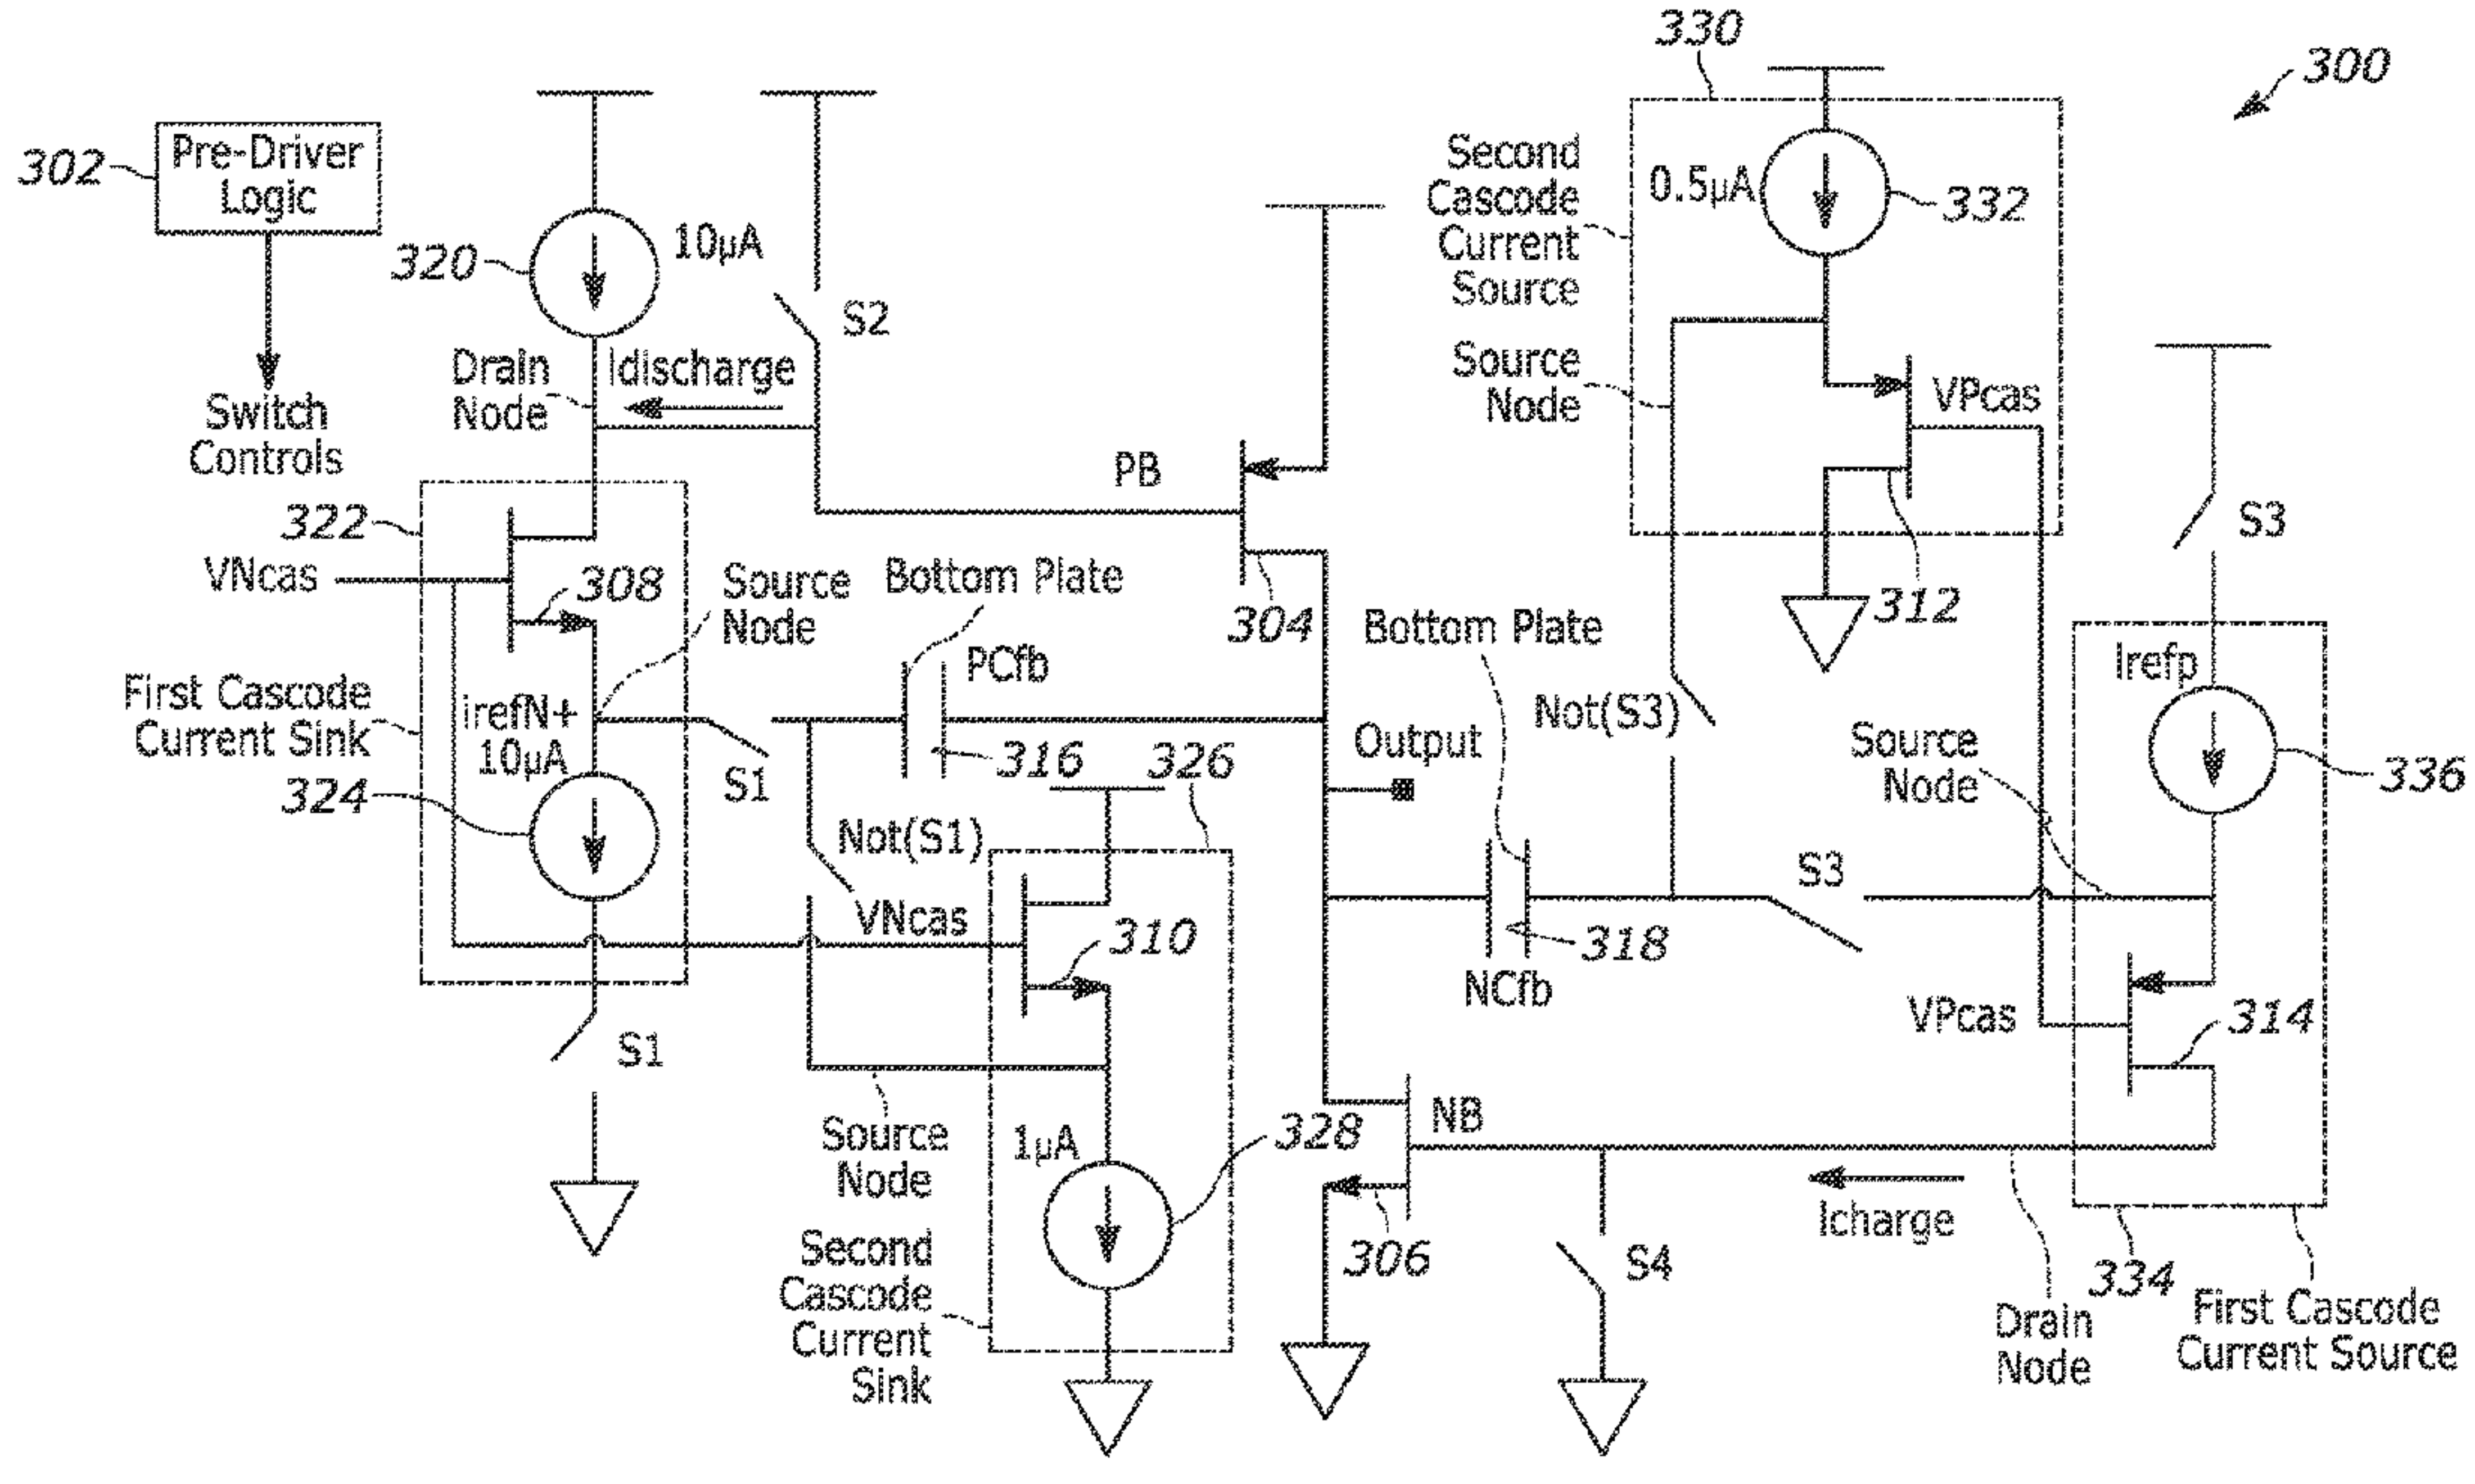 330
300
302
Pre-Driver
Logic
Switch
Controls
320
10µA
S2
Drain
Node
Idischarge
Second
Cascode
Current
Source
0.5µA
332
Source
Node
VPcas
312
S3
322
VNcas
308
Source
Node
Bottom Plate
PB
304
First Cascode
Current Sink
irefN+
10µA
324
S1
PCfb
316
326
Not(S1)
VNcas
310
S1
Source
Node
1µA
328
Second
Cascode
Current
Sink
Bottom Plate
Output
Not(S3)
318
NCfb
S3
Source
Node
Irefp
336
VPcas
314
NB
306
S4
Icharge
Drain
Node
334
First Cascode
Current Source